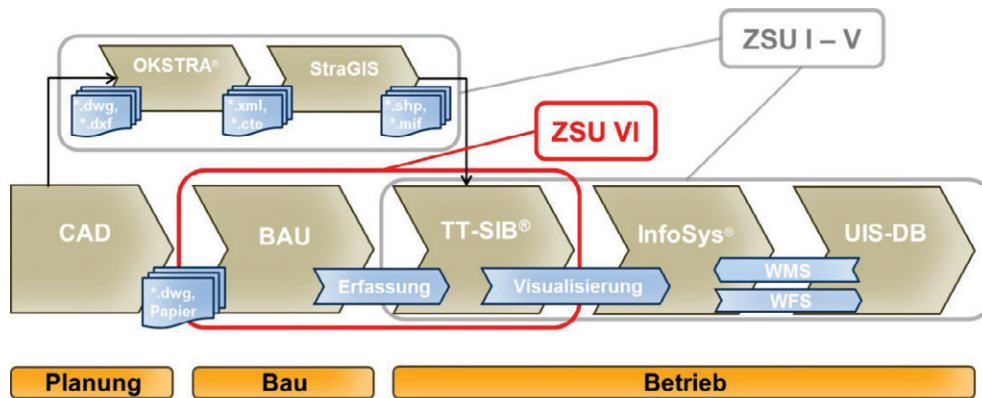 ZSU I – V
OKSTRA®
StraGIS
*.dwg,
*.dxf
*.xml,
*.cte
*.shp,
*.mif
ZSU VI
CAD
BAU
TT-SIB®
InfoSys®
UIS-DB
*.dwg,
Papier
Erfassung
Visualisierung
WMS
WFS
Planung
Bau
Betrieb